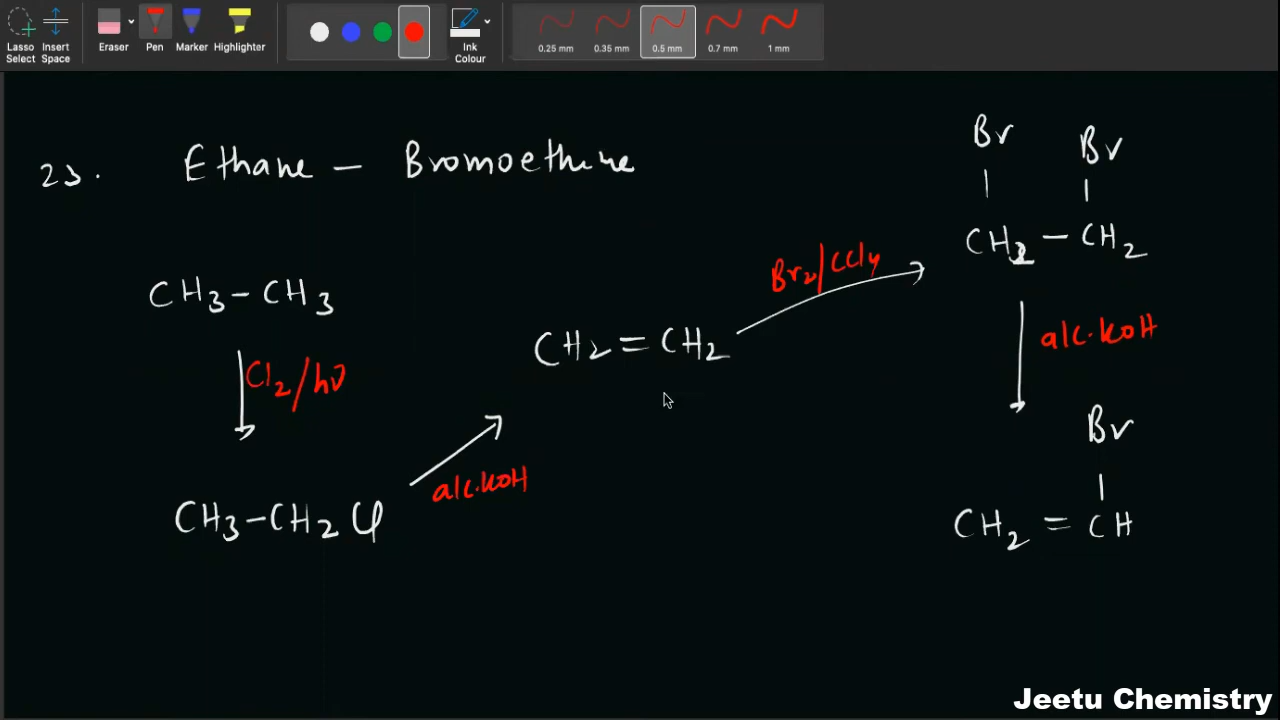 Lasso Select
Insert Space
Eraser
Pen
Marker
Highlighter
Ink Colour
0.25 mm
0.35 mm
0.5 mm
0.7 mm
1 mm
23. Ethane – Bromoethene
CH3–CH3
Cl2/hν
CH3–CH2Cl
alc.KOH
CH2=CH2
Br2/CCl4
Br Br
CH2–CH2
alc.KOH
Br
CH2=CH
Jeetu Chemistry